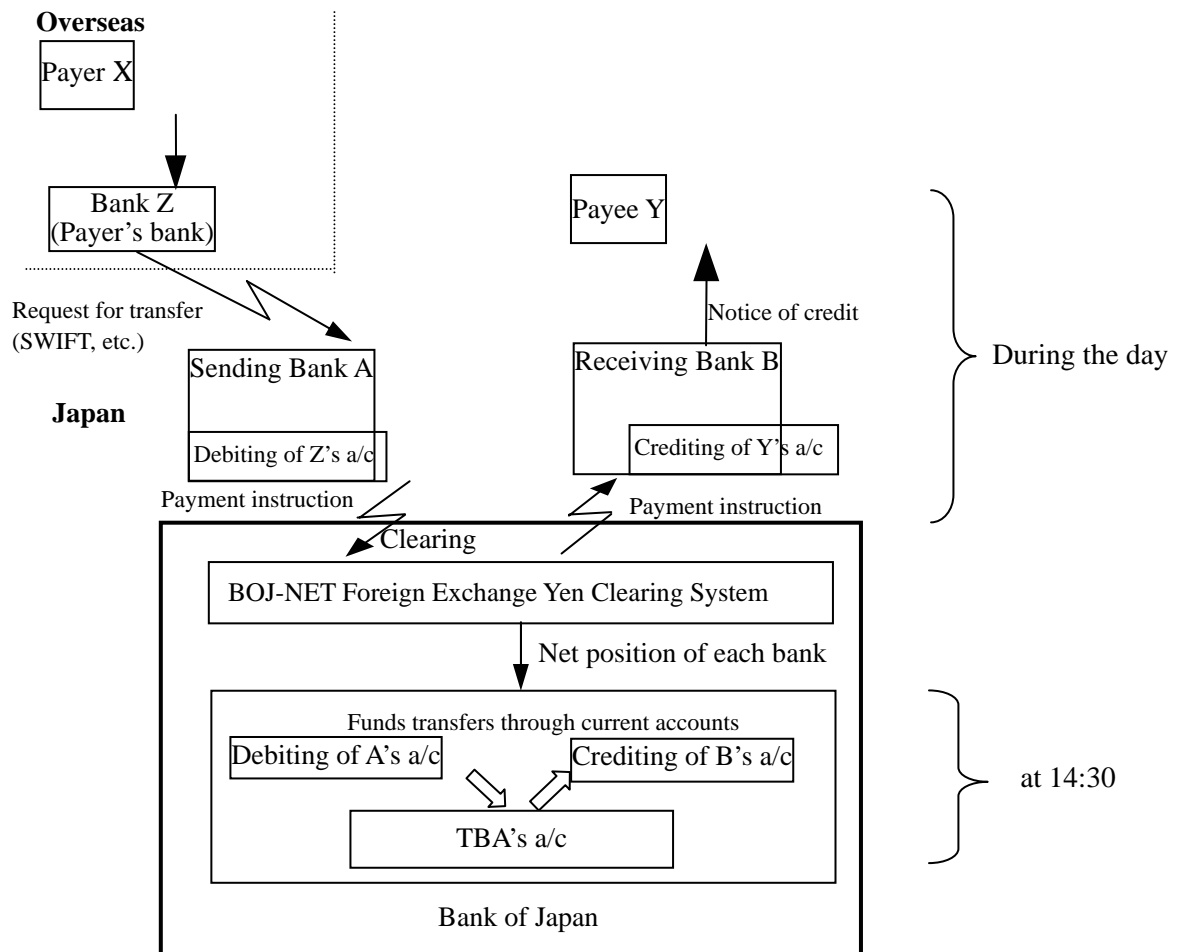 Overseas
Payer X
Bank Z
(Payer's bank)
Payee Y
Request for transfer
(SWIFT, etc.)
Notice of credit
During the day
Sending Bank A
Receiving Bank B
Japan
Debiting of Z's a/c
Crediting of Y's a/c
Payment instruction
Payment instruction
Clearing
BOJ-NET Foreign Exchange Yen Clearing System
Net position of each bank
Funds transfers through current accounts
Debiting of A's a/c
Crediting of B's a/c
at 14:30
TBA's a/c
Bank of Japan